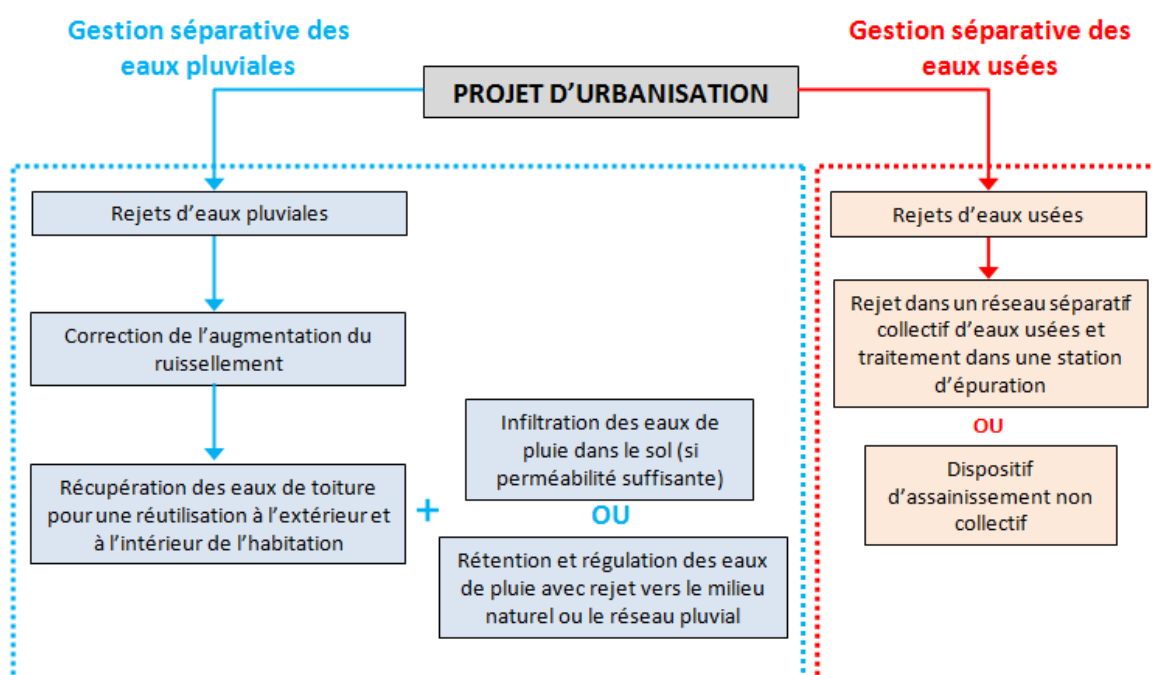 Gestion séparative des
eaux pluviales
Gestion séparative des
eaux usées
PROJET D'URBANISATION
Rejets d'eaux pluviales
Correction de l'augmentation du
ruissellement
Récupération des eaux de toiture
pour une réutilisation à l'extérieur et
à l'intérieur de l'habitation
+
Infiltration des eaux de
pluie dans le sol (si
perméabilité suffisante)
OU
Rétention et régulation des eaux
de pluie avec rejet vers le milieu
naturel ou le réseau pluvial
Rejets d'eaux usées
Rejet dans un réseau séparatif
collectif d'eaux usées et
traitement dans une station
d'épuration
OU
Dispositif
d'assainissement non
collectif